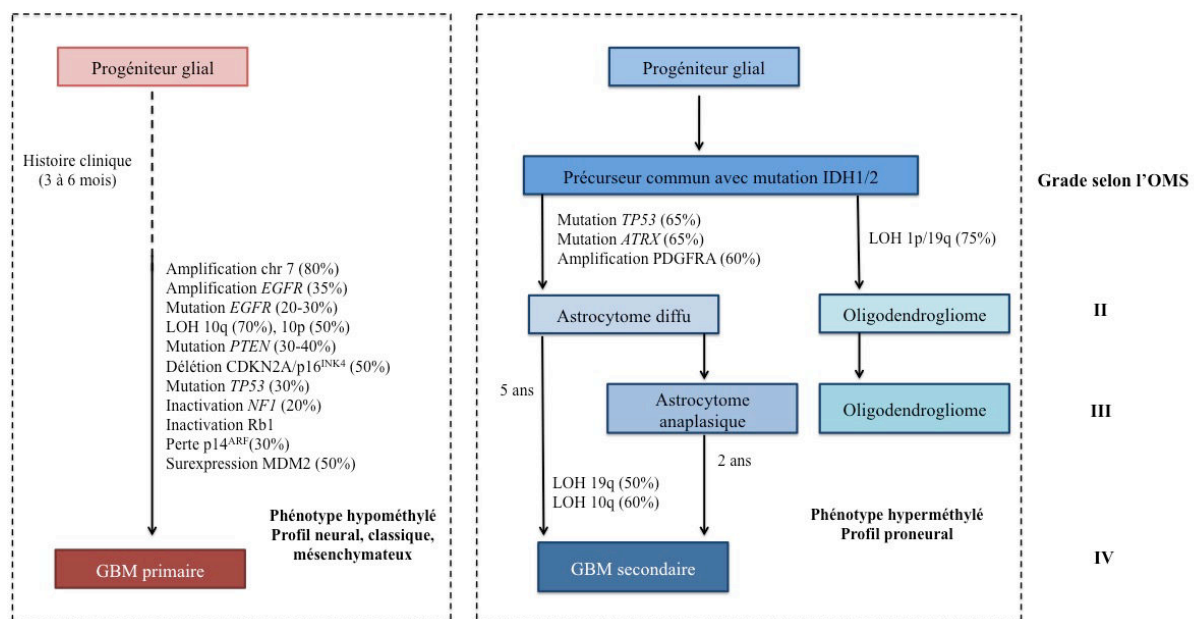 Progéniteur glial
Histoire clinique
(3 à 6 mois)
Amplification chr 7 (80%)
Amplification EGFR (35%)
Mutation EGFR (20-30%)
LOH 10q (70%), 10p (50%)
Mutation PTEN (30-40%)
Délétion CDKN2A/p16INK4 (50%)
Mutation TP53 (30%)
Inactivation NF1 (20%)
Inactivation Rb1
Perte p14ARF(30%)
Surexpression MDM2 (50%)
Phénotype hypométhylé
Profil neural, classique,
mésenchymateux
GBM primaire
Progéniteur glial
Précurseur commun avec mutation IDH1/2
Mutation TP53 (65%)
Mutation ATRX (65%)
Amplification PDGFRA (60%)
LOH 1p/19q (75%)
Astrocytome diffu
Oligodendrogliome
5 ans
Astrocytome
anaplasique
Oligodendrogliome
2 ans
LOH 19q (50%)
LOH 10q (60%)
Phénotype hyperméthylé
Profil proneural
GBM secondaire
Grade selon l'OMS
II
III
IV